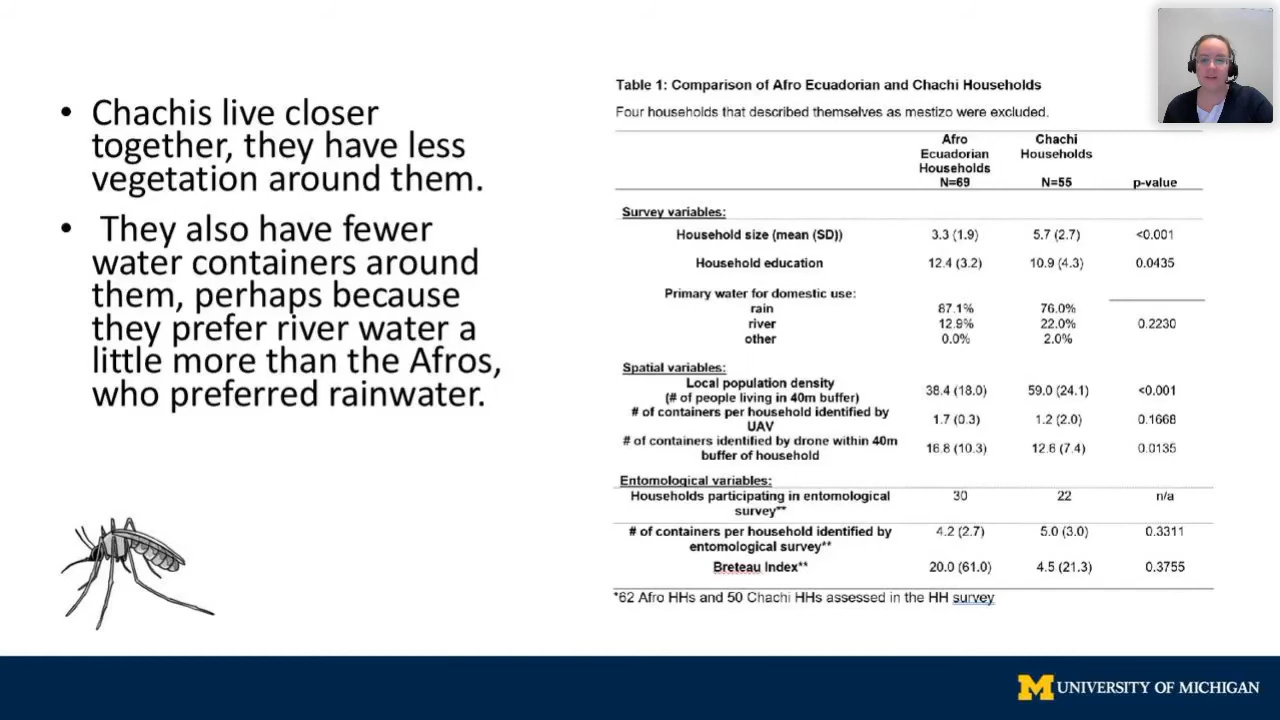 • Chachis live closer
together, they have less
vegetation around them.
• They also have fewer
water containers around
them, perhaps because
they prefer river water a
little more than the Afros,
who preferred rainwater.
Table 1: Comparison of Afro Ecuadorian and Chachi Households
Four households that described themselves as mestizo were excluded.
Afro Ecuadorian Households N=69 Chachi Households N=55 p-value
Survey variables:
Household size (mean (SD)) 3.3 (1.9) 5.7 (2.7) <0.001
Household education 12.4 (3.2) 10.9 (4.3) 0.0435
Primary water for domestic use:
rain 87.1% 76.0%
river 12.9% 22.0% 0.2230
other 0.0% 2.0%
Spatial variables:
Local population density
(# of people living in 40m buffer) 38.4 (18.0) 59.0 (24.1) <0.001
# of containers per household identified by
UAV 1.7 (0.3) 1.2 (2.0) 0.1668
# of containers identified by drone within 40m
buffer of household 16.8 (10.3) 12.6 (7.4) 0.0135
Entomological variables:
Households participating in entomological
survey** 30 22 n/a
# of containers per household identified by
entomological survey** 4.2 (2.7) 5.0 (3.0) 0.3311
Breteau Index** 20.0 (61.0) 4.5 (21.3) 0.3755
*62 Afro HHs and 50 Chachi HHs assessed in the HH survey
M UNIVERSITY OF MICHIGAN